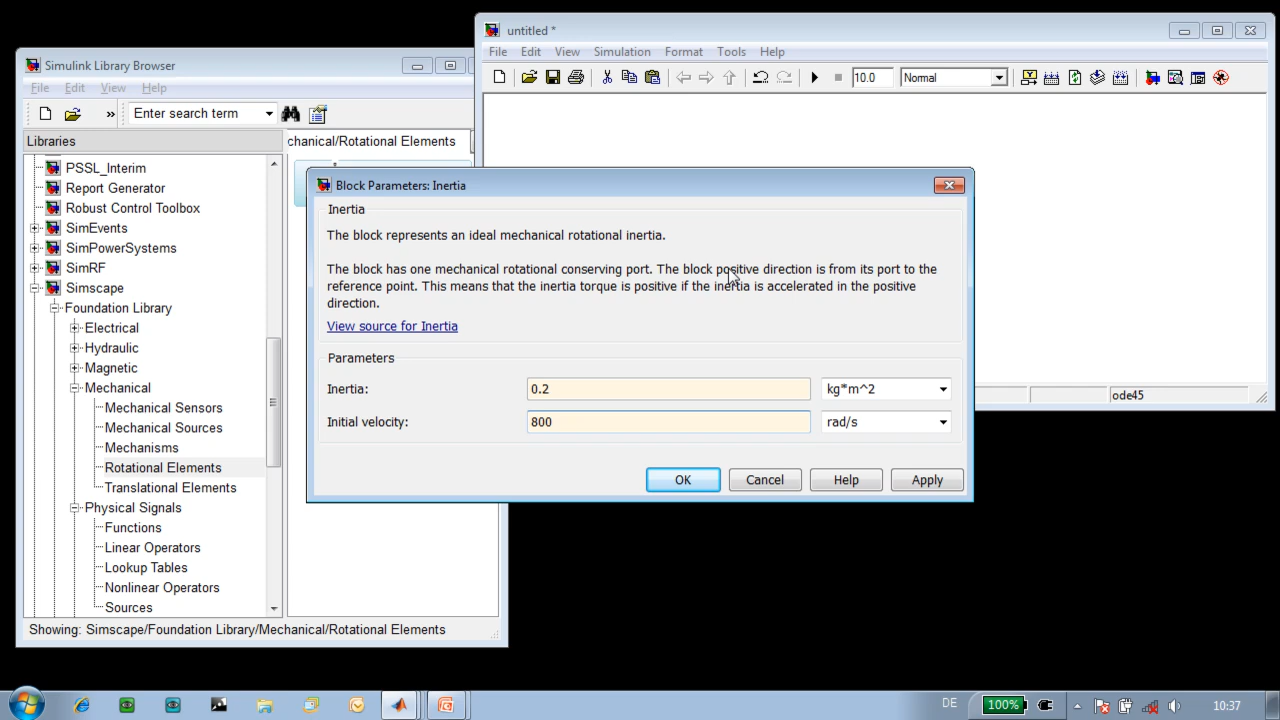 untitled *
File Edit View Simulation Format Tools Help
10.0 Normal
Simulink Library Browser
File Edit View Help
» Enter search term
Libraries
chanical/Rotational Elements
PSSL_Interim
Report Generator
Robust Control Toolbox
SimEvents
SimPowerSystems
SimRF
Simscape
Foundation Library
Electrical
Hydraulic
Magnetic
Mechanical
Mechanical Sensors
Mechanical Sources
Mechanisms
Rotational Elements
Translational Elements
Physical Signals
Functions
Linear Operators
Lookup Tables
Nonlinear Operators
Sources
Showing: Simscape/Foundation Library/Mechanical/Rotational Elements
Block Parameters: Inertia
Inertia
The block represents an ideal mechanical rotational inertia.
The block has one mechanical rotational conserving port. The block positive direction is from its port to the
reference point. This means that the inertia torque is positive if the inertia is accelerated in the positive
direction.
View source for Inertia
Parameters
Inertia: 0.2 kg*m^2
Initial velocity: 800 rad/s
OK Cancel Help Apply
ode45
DE 100% 10:37